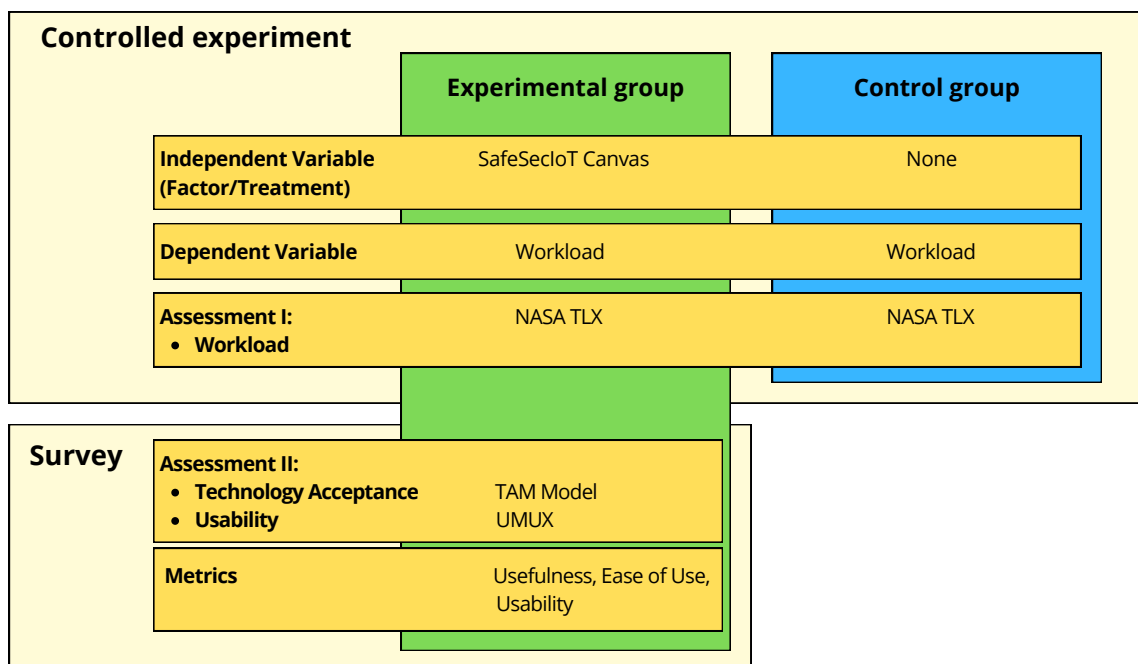 Controlled experiment
Experimental group
Control group
Independent Variable
(Factor/Treatment)
SafeSecIoT Canvas
None
Dependent Variable
Workload
Workload
Assessment I:
• Workload
NASA TLX
NASA TLX
Survey
Assessment II:
• Technology Acceptance
TAM Model
• Usability
UMUX
Metrics
Usefulness, Ease of Use,
Usability